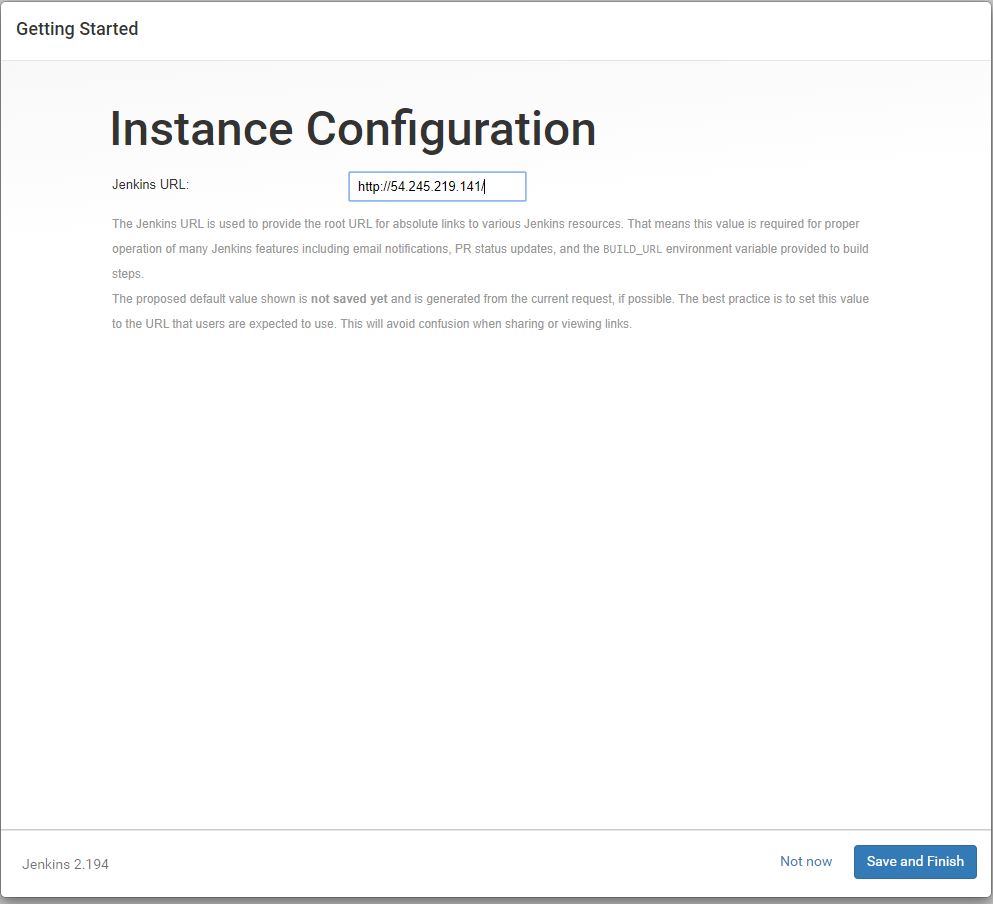 Getting Started
Instance Configuration
Jenkins URL:
http://54.245.219.141/
The Jenkins URL is used to provide the root URL for absolute links to various Jenkins resources. That means this value is required for proper
operation of many Jenkins features including email notifications, PR status updates, and the BUILD_URL environment variable provided to build
steps.
The proposed default value shown is not saved yet and is generated from the current request, if possible. The best practice is to set this value
to the URL that users are expected to use. This will avoid confusion when sharing or viewing links.
Jenkins 2.194
Not now
Save and Finish